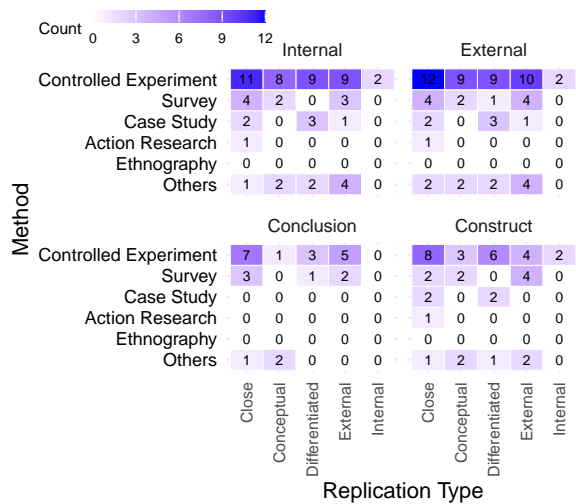 Count 0 3 6 9 12
Internal External
Controlled Experiment 11 8 9 9 2 12 9 9 10 2
Survey 4 2 0 3 0 4 2 1 4 0
Case Study 2 0 3 1 0 2 0 3 1 0
Action Research 1 0 0 0 0 1 0 0 0 0
Ethnography 0 0 0 0 0 0 0 0 0 0
Others 1 2 2 4 0 2 2 2 4 0
Method
Conclusion Construct
Controlled Experiment 7 1 3 5 0 8 3 6 4 2
Survey 3 0 1 2 0 2 2 0 4 0
Case Study 0 0 0 0 0 2 0 2 0 0
Action Research 0 0 0 0 0 1 0 0 0 0
Ethnography 0 0 0 0 0 0 0 0 0 0
Others 1 2 0 0 0 1 2 1 2 0
Close Conceptual Differentiated External Internal Close Conceptual Differentiated External Internal
Replication Type